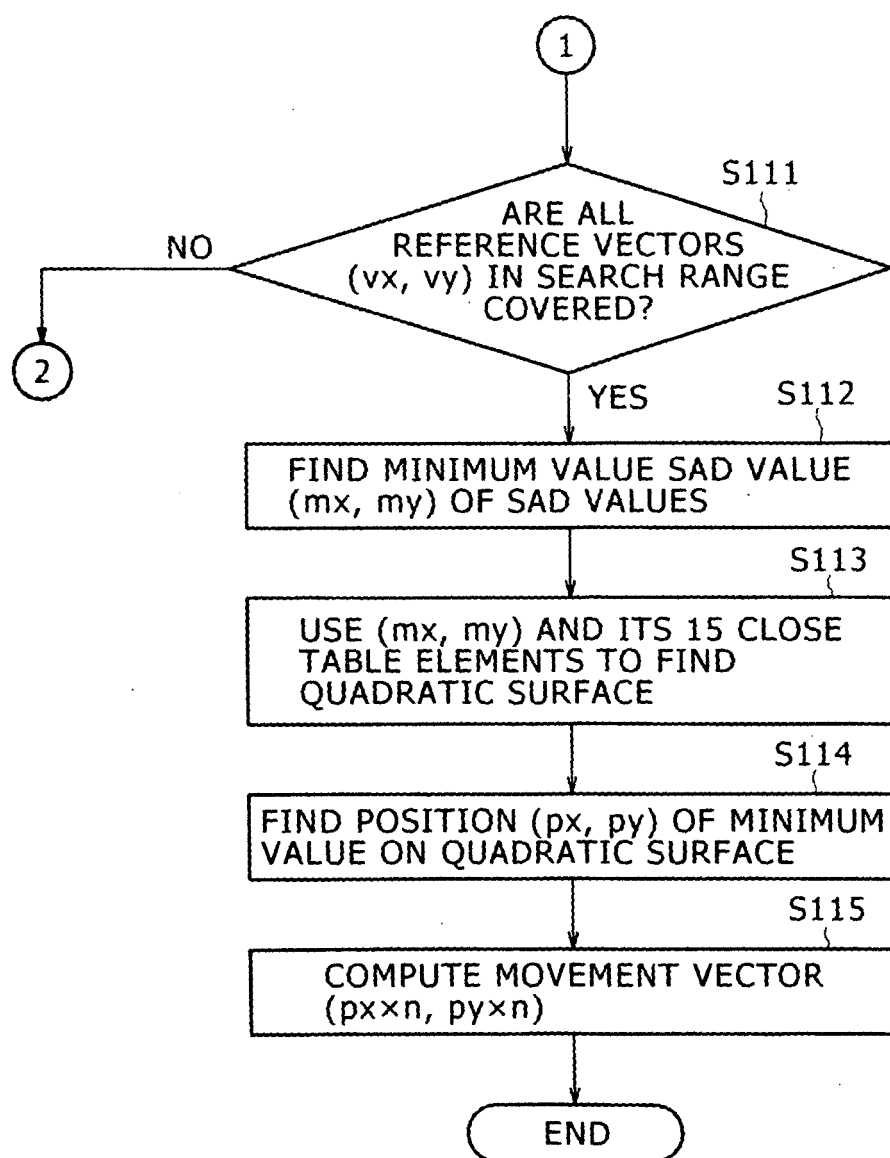 1
S111
ARE ALL
REFERENCE VECTORS
(vx, vy) IN SEARCH RANGE
COVERED?
NO
2
YES
S112
FIND MINIMUM VALUE SAD VALUE
(mx, my) OF SAD VALUES
S113
USE (mx, my) AND ITS 15 CLOSE
TABLE ELEMENTS TO FIND
QUADRATIC SURFACE
S114
FIND POSITION (px, py) OF MINIMUM
VALUE ON QUADRATIC SURFACE
S115
COMPUTE MOVEMENT VECTOR
(px×n, py×n)
END